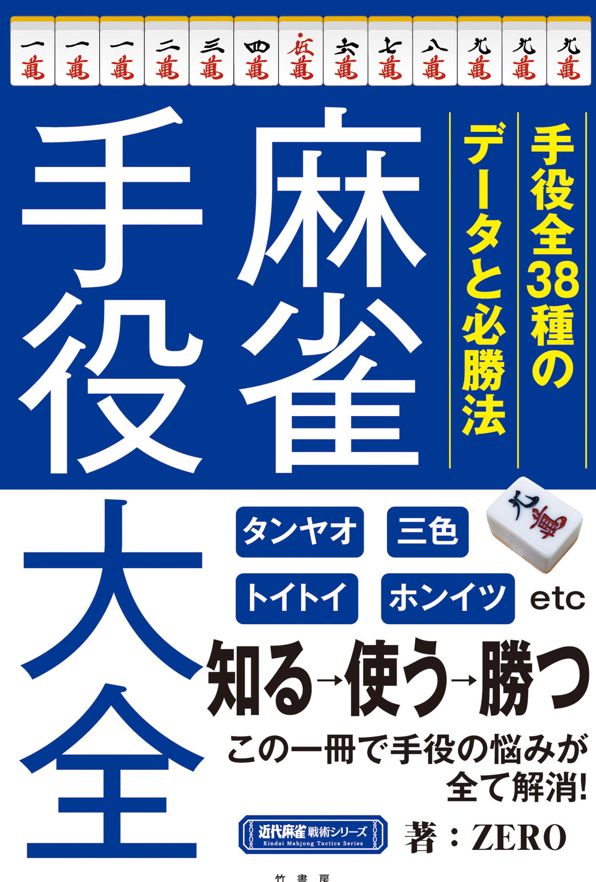 一萬 一萬 一萬 二萬 三萬 四萬 伍萬 六萬 七萬 八萬 九萬 九萬 九萬
麻雀
手役
大全
手役全38種の
データと必勝法
九萬
タンヤオ 三色
トイトイ ホンイツ etc
知る→使う→勝つ
この一冊で手役の悩みが
全て解消!
近代麻雀 戦術シリーズ
Kindai Mahjong Tactics Series
著：ZERO
竹書房